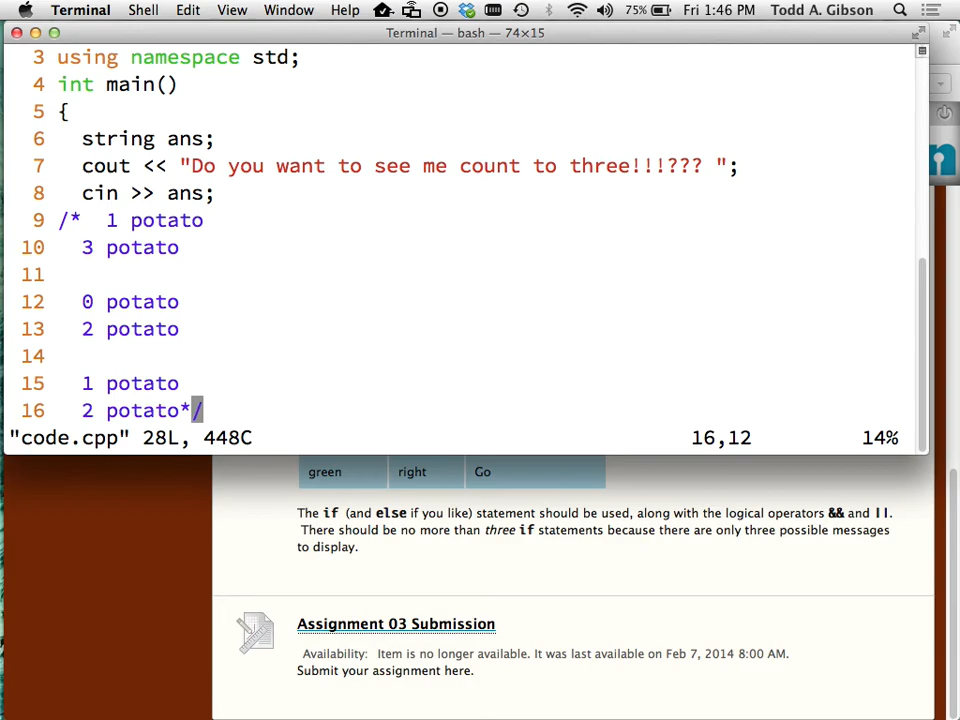 Terminal Shell Edit View Window Help 75% Fri 1:46 PM Todd A. Gibson
Terminal — bash — 74×15
3 using namespace std;
4 int main()
5 {
6 string ans;
7 cout << "Do you want to see me count to three!!!??? ";
8 cin >> ans;
9 /* 1 potato
10 3 potato
11
12 0 potato
13 2 potato
14
15 1 potato
16 2 potato*/
"code.cpp" 28L, 448C 16,12 14%
green right Go
The if (and else if you like) statement should be used, along with the logical operators && and ||.
There should be no more than three if statements because there are only three possible messages
to display.
Assignment 03 Submission
Availability: Item is no longer available. It was last available on Feb 7, 2014 8:00 AM.
Submit your assignment here.